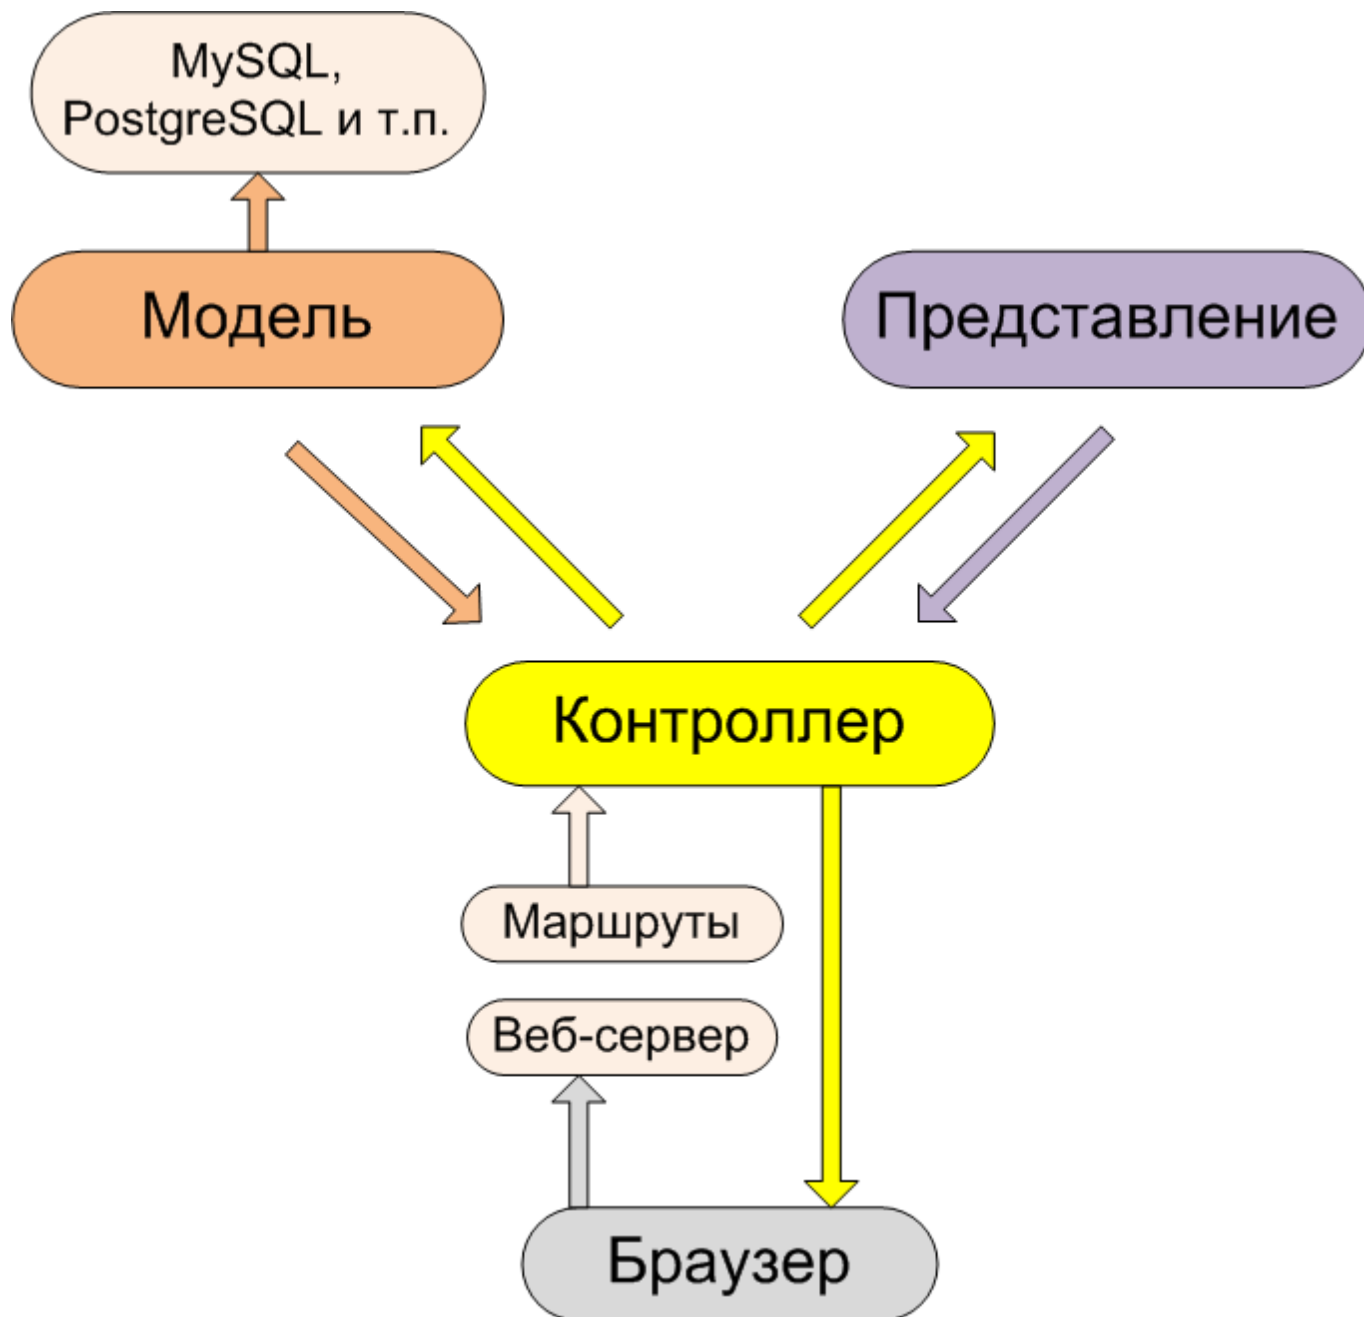 MySQL,
PostgreSQL и т.п.
Модель
Представление
Контроллер
Маршруты
Веб-сервер
Браузер